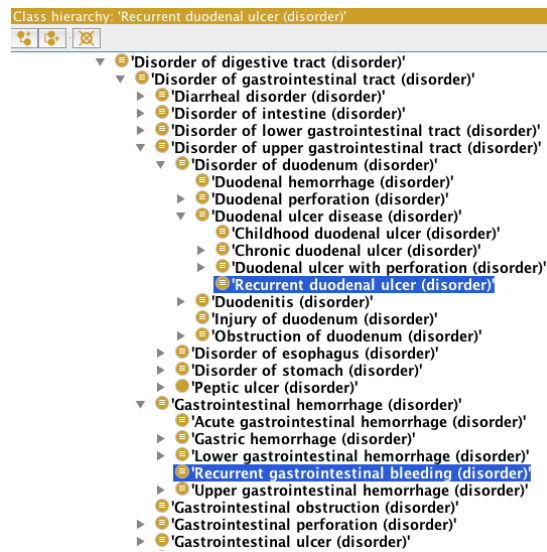 Class hierarchy: 'Recurrent duodenal ulcer (disorder)'
'Disorder of digestive tract (disorder)'
'Disorder of gastrointestinal tract (disorder)'
'Diarrheal disorder (disorder)'
'Disorder of intestine (disorder)'
'Disorder of lower gastrointestinal tract (disorder)'
'Disorder of upper gastrointestinal tract (disorder)'
'Disorder of duodenum (disorder)'
'Duodenal hemorrhage (disorder)'
'Duodenal perforation (disorder)'
'Duodenal ulcer disease (disorder)'
'Childhood duodenal ulcer (disorder)'
'Chronic duodenal ulcer (disorder)'
'Duodenal ulcer with perforation (disorder)'
'Recurrent duodenal ulcer (disorder)'
'Duodenitis (disorder)'
'Injury of duodenum (disorder)'
'Obstruction of duodenum (disorder)'
'Disorder of esophagus (disorder)'
'Disorder of stomach (disorder)'
'Peptic ulcer (disorder)'
'Gastrointestinal hemorrhage (disorder)'
'Acute gastrointestinal hemorrhage (disorder)'
'Gastric hemorrhage (disorder)'
'Lower gastrointestinal hemorrhage (disorder)'
'Recurrent gastrointestinal bleeding (disorder)'
'Upper gastrointestinal hemorrhage (disorder)'
'Gastrointestinal obstruction (disorder)'
'Gastrointestinal perforation (disorder)'
'Gastrointestinal ulcer (disorder)'